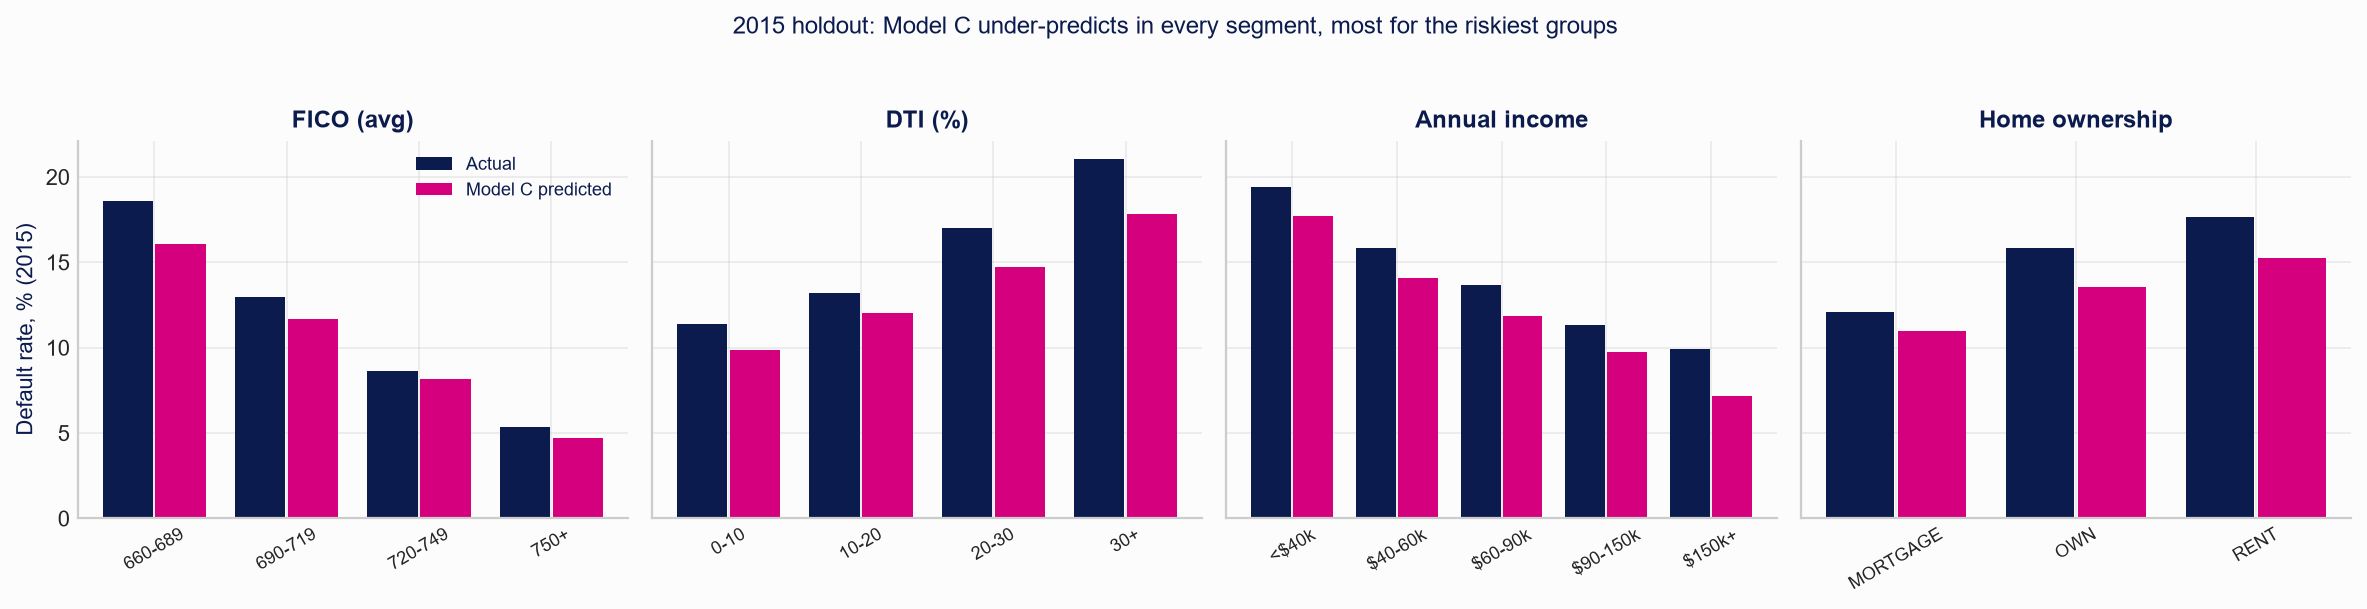 2015 holdout: Model C under-predicts in every segment, most for the riskiest groups
FICO (avg)
DTI (%)
Annual income
Home ownership
Actual
Model C predicted
Default rate, % (2015)
20
15
10
5
0
660-689
690-719
720-749
750+
0-10
10-20
20-30
30+
<$40k
$40-60k
$60-90k
$90-150k
$150k+
MORTGAGE
OWN
RENT